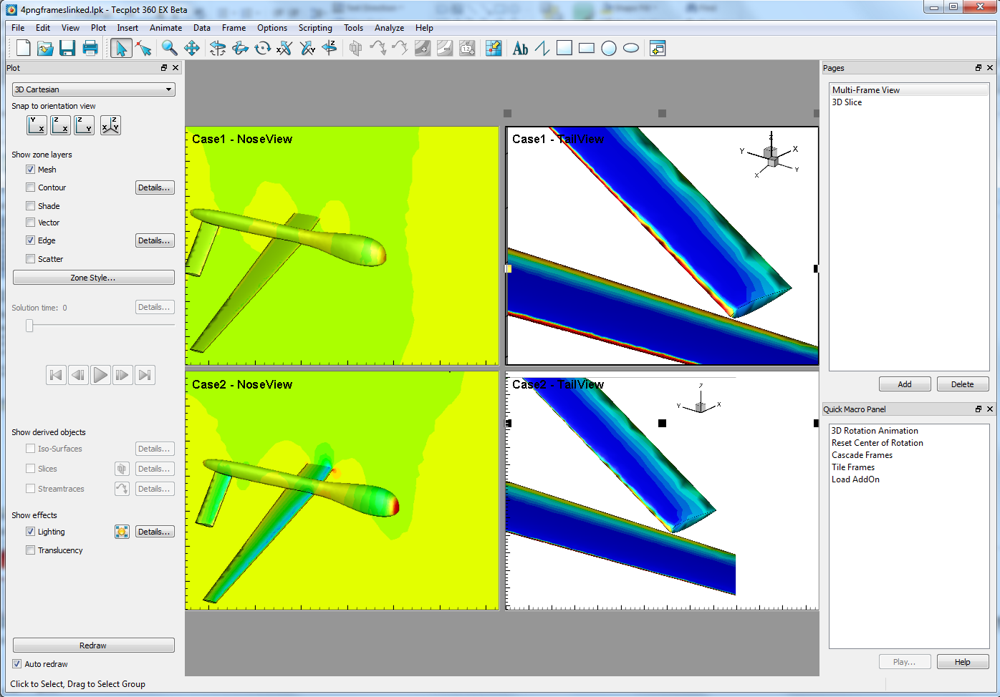 4pngframeslinked.lpk - Tecplot 360 EX Beta
File Edit View Plot Insert Animate Data Frame Options Scripting Tools Analyze Help
Ab
Plot
3D Cartesian
Snap to orientation view
Y X Z X Z Y Z X Y
Show zone layers
Mesh
Contour Details...
Shade
Vector
Edge Details...
Scatter
Zone Style...
Solution time: 0 Details...
Show derived objects
Iso-Surfaces Details...
Slices Details...
Streamtraces Details...
Show effects
Lighting Details...
Translucency
Redraw
Auto redraw
Click to Select, Drag to Select Group
Case1 - NoseView
Case1 - TailView
Z
Y X
X Y
Case2 - NoseView
Case2 - TailView
Z
Y X
Pages
Multi-Frame View
3D Slice
Add Delete
Quick Macro Panel
3D Rotation Animation
Reset Center of Rotation
Cascade Frames
Tile Frames
Load AddOn
Play... Help